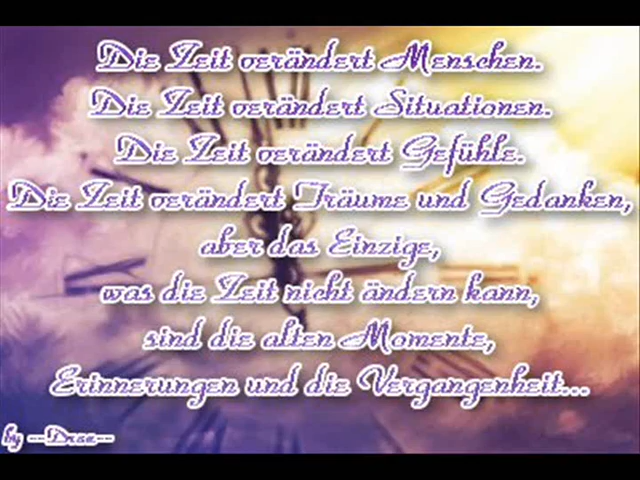 Die Zeit verändert Menschen.
Die Zeit verändert Situationen.
Die Zeit verändert Gefühle.
Die Zeit verändert Träume und Gedanken,
aber das Einzige,
was die Zeit nicht ändern kann,
sind die alten Momente,
Erinnerungen und die Vergangenheit...
by